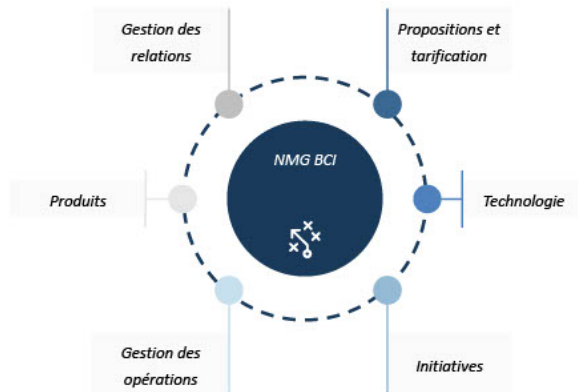 Gestion des
relations
Propositions et
tarification
NMG BCI
Produits
Technologie
Gestion des
opérations
Initiatives